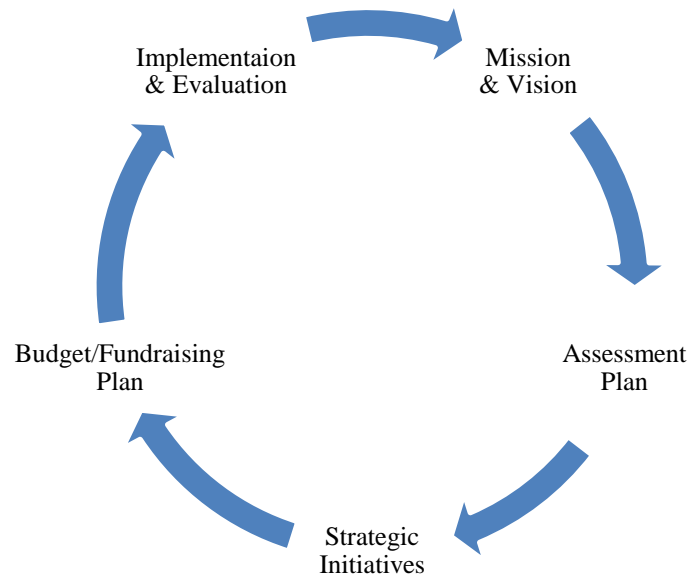 Implementaion
& Evaluation
Mission
& Vision
Budget/Fundraising
Plan
Assessment
Plan
Strategic
Initiatives